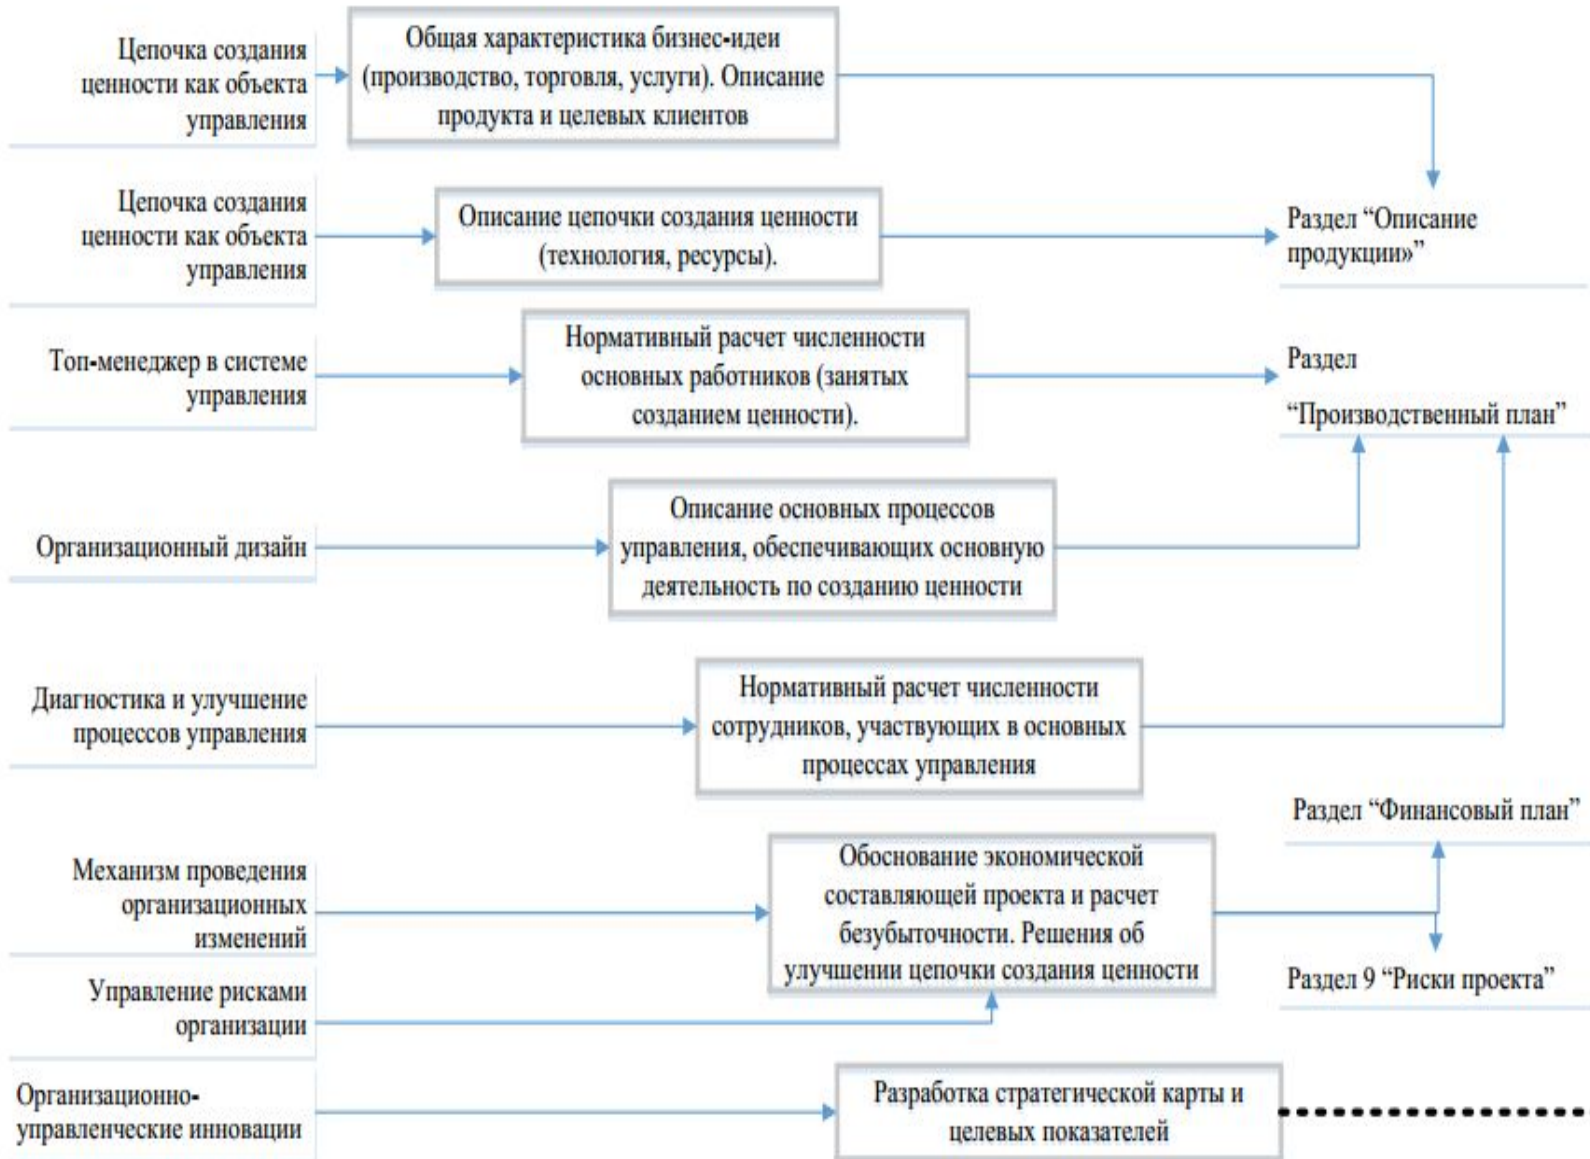 Цепочка создания
ценности как объекта
управления
Общая характеристика бизнес-идеи
(производство, торговля, услуги). Описание
продукта и целевых клиентов
Цепочка создания
ценности как объекта
управления
Описание цепочки создания ценности
(технология, ресурсы).
Раздел “Описание
продукции»”
Топ-менеджер в системе
управления
Нормативный расчет численности
основных работников (занятых
созданием ценности).
Раздел
“Производственный план”
Организационный дизайн
Описание основных процессов
управления, обеспечивающих основную
деятельность по созданию ценности
Диагностика и улучшение
процессов управления
Нормативный расчет численности
сотрудников, участвующих в основных
процессах управления
Раздел “Финансовый план”
Механизм проведения
организационных
изменений
Обоснование экономической
составляющей проекта и расчет
безубыточности. Решения об
улучшении цепочки создания ценности
Раздел 9 “Риски проекта”
Управление рисками
организации
Организационно-
управленческие инновации
Разработка стратегической карты и
целевых показателей